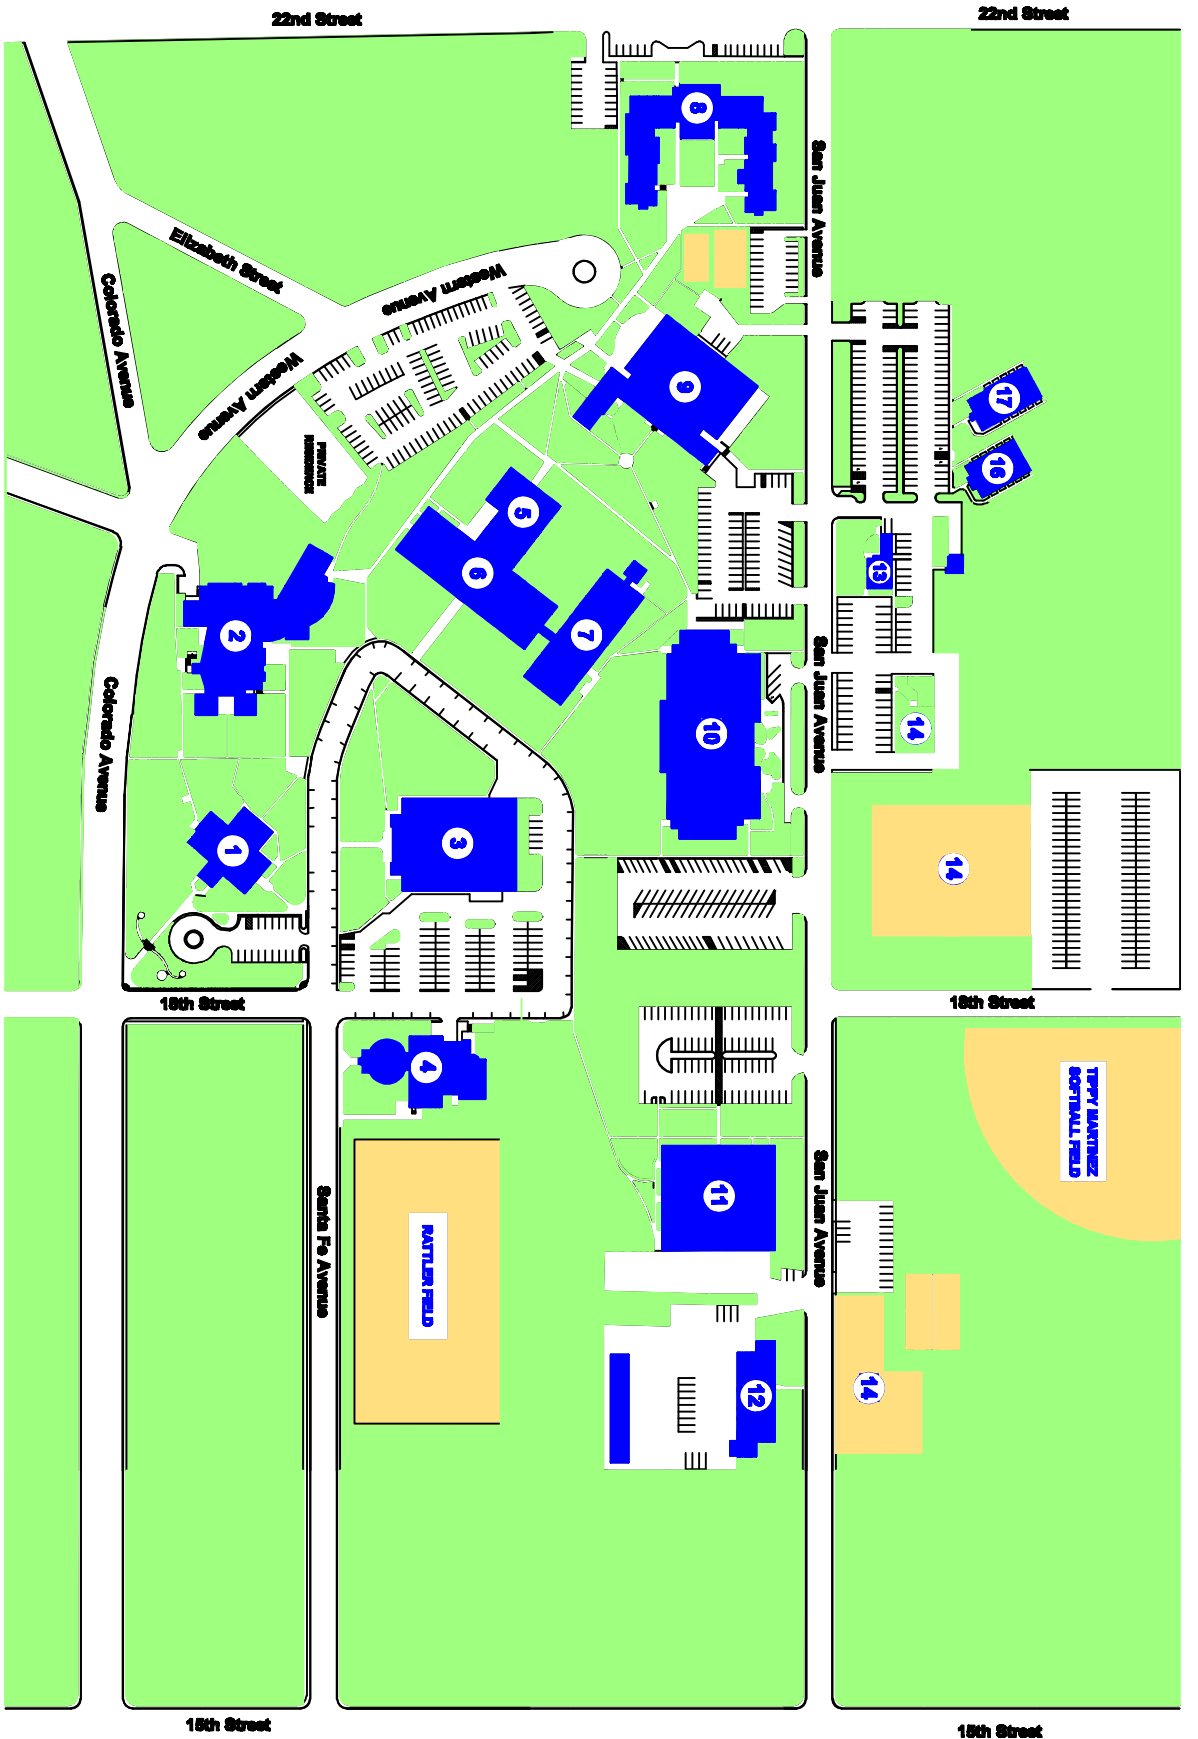 22nd Street
22nd Street
8
San Juan Avenue
Elizabeth Street
Western Avenue
Colorado Avenue
Western Avenue
9
17
16
PRIVATE
RESIDENCE
5
6
13
7
2
San Juan Avenue
14
10
Colorado Avenue
3
1
14
18th Street
18th Street
4
TIPPY MARTINEZ
SOFTBALL FIELD
11
San Juan Avenue
Santa Fe Avenue
RATTLER FIELD
14
12
15th Street
15th Street